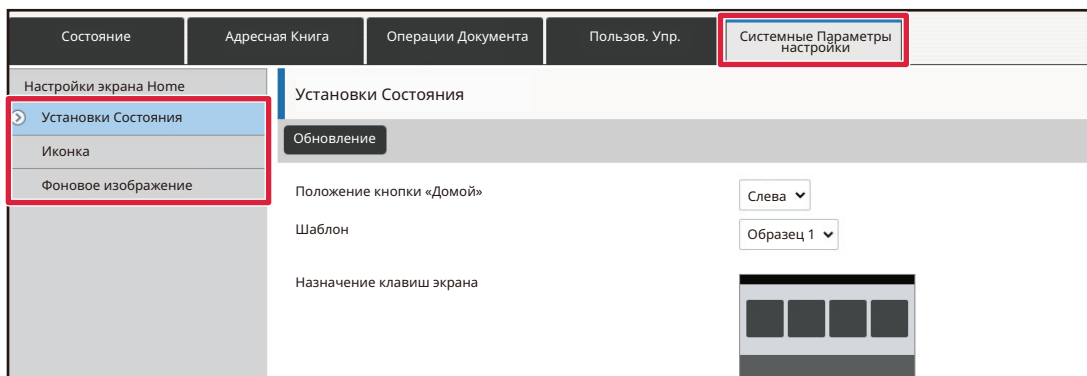 Состояние
Адресная Книга
Операции Документа
Пользов. Упр.
Системные Параметры
настройки
Настройки экрана Home
Установки Состояния
Иконка
Фоновое изображение
Установки Состояния
Обновление
Положение кнопки «Домой»
Слева
Шаблон
Образец 1
Назначение клавиш экрана